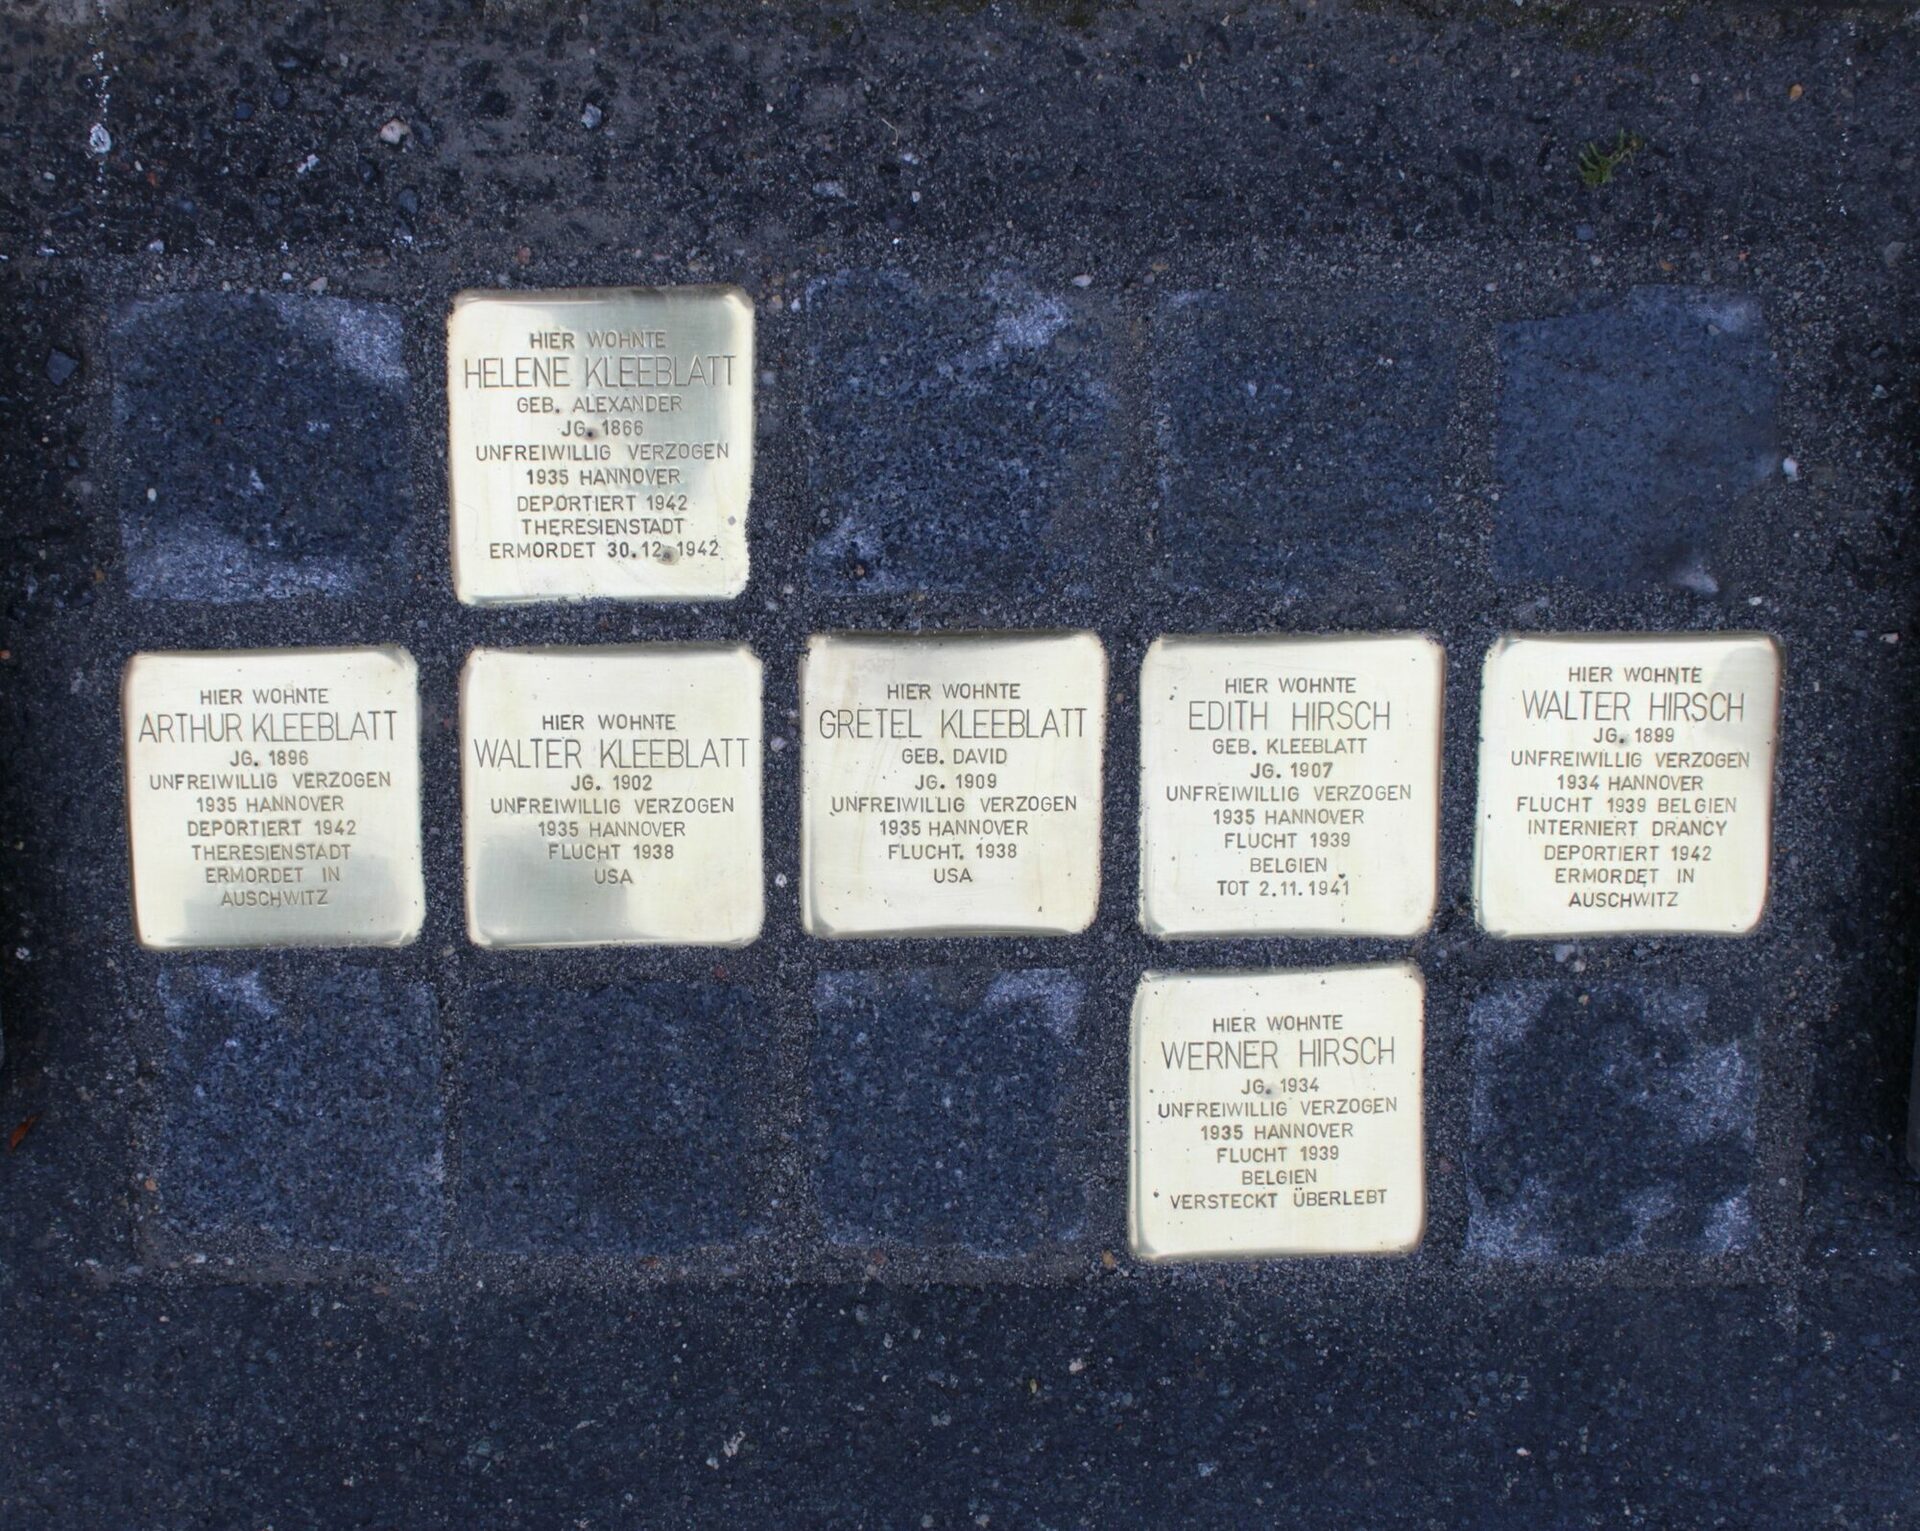 HIER WOHNTE
HELENE KLEEBLATT
GEB. ALEXANDER
JG. 1866
UNFREIWILLIG VERZOGEN
1935 HANNOVER
DEPORTIERT 1942
THERESIENSTADT
ERMORDET 30.12.1942
HIER WOHNTE
ARTHUR KLEEBLATT
JG. 1896
UNFREIWILLIG VERZOGEN
1935 HANNOVER
DEPORTIERT 1942
THERESIENSTADT
ERMORDET IN
AUSCHWITZ
HIER WOHNTE
WALTER KLEEBLATT
JG. 1902
UNFREIWILLIG VERZOGEN
1935 HANNOVER
FLUCHT 1938
USA
HIER WOHNTE
GRETEL KLEEBLATT
GEB. DAVID
JG. 1909
UNFREIWILLIG VERZOGEN
1935 HANNOVER
FLUCHT 1938
USA
HIER WOHNTE
EDITH HIRSCH
GEB. KLEEBLATT
JG. 1907
UNFREIWILLIG VERZOGEN
1935 HANNOVER
FLUCHT 1939
BELGIEN
TOT 2.11.1941
HIER WOHNTE
WALTER HIRSCH
JG. 1899
UNFREIWILLIG VERZOGEN
1934 HANNOVER
FLUCHT 1939 BELGIEN
INTERNIERT DRANCY
DEPORTIERT 1942
ERMORDET IN
AUSCHWITZ
HIER WOHNTE
WERNER HIRSCH
JG. 1934
UNFREIWILLIG VERZOGEN
1935 HANNOVER
FLUCHT 1939
BELGIEN
VERSTECKT ÜBERLEBT